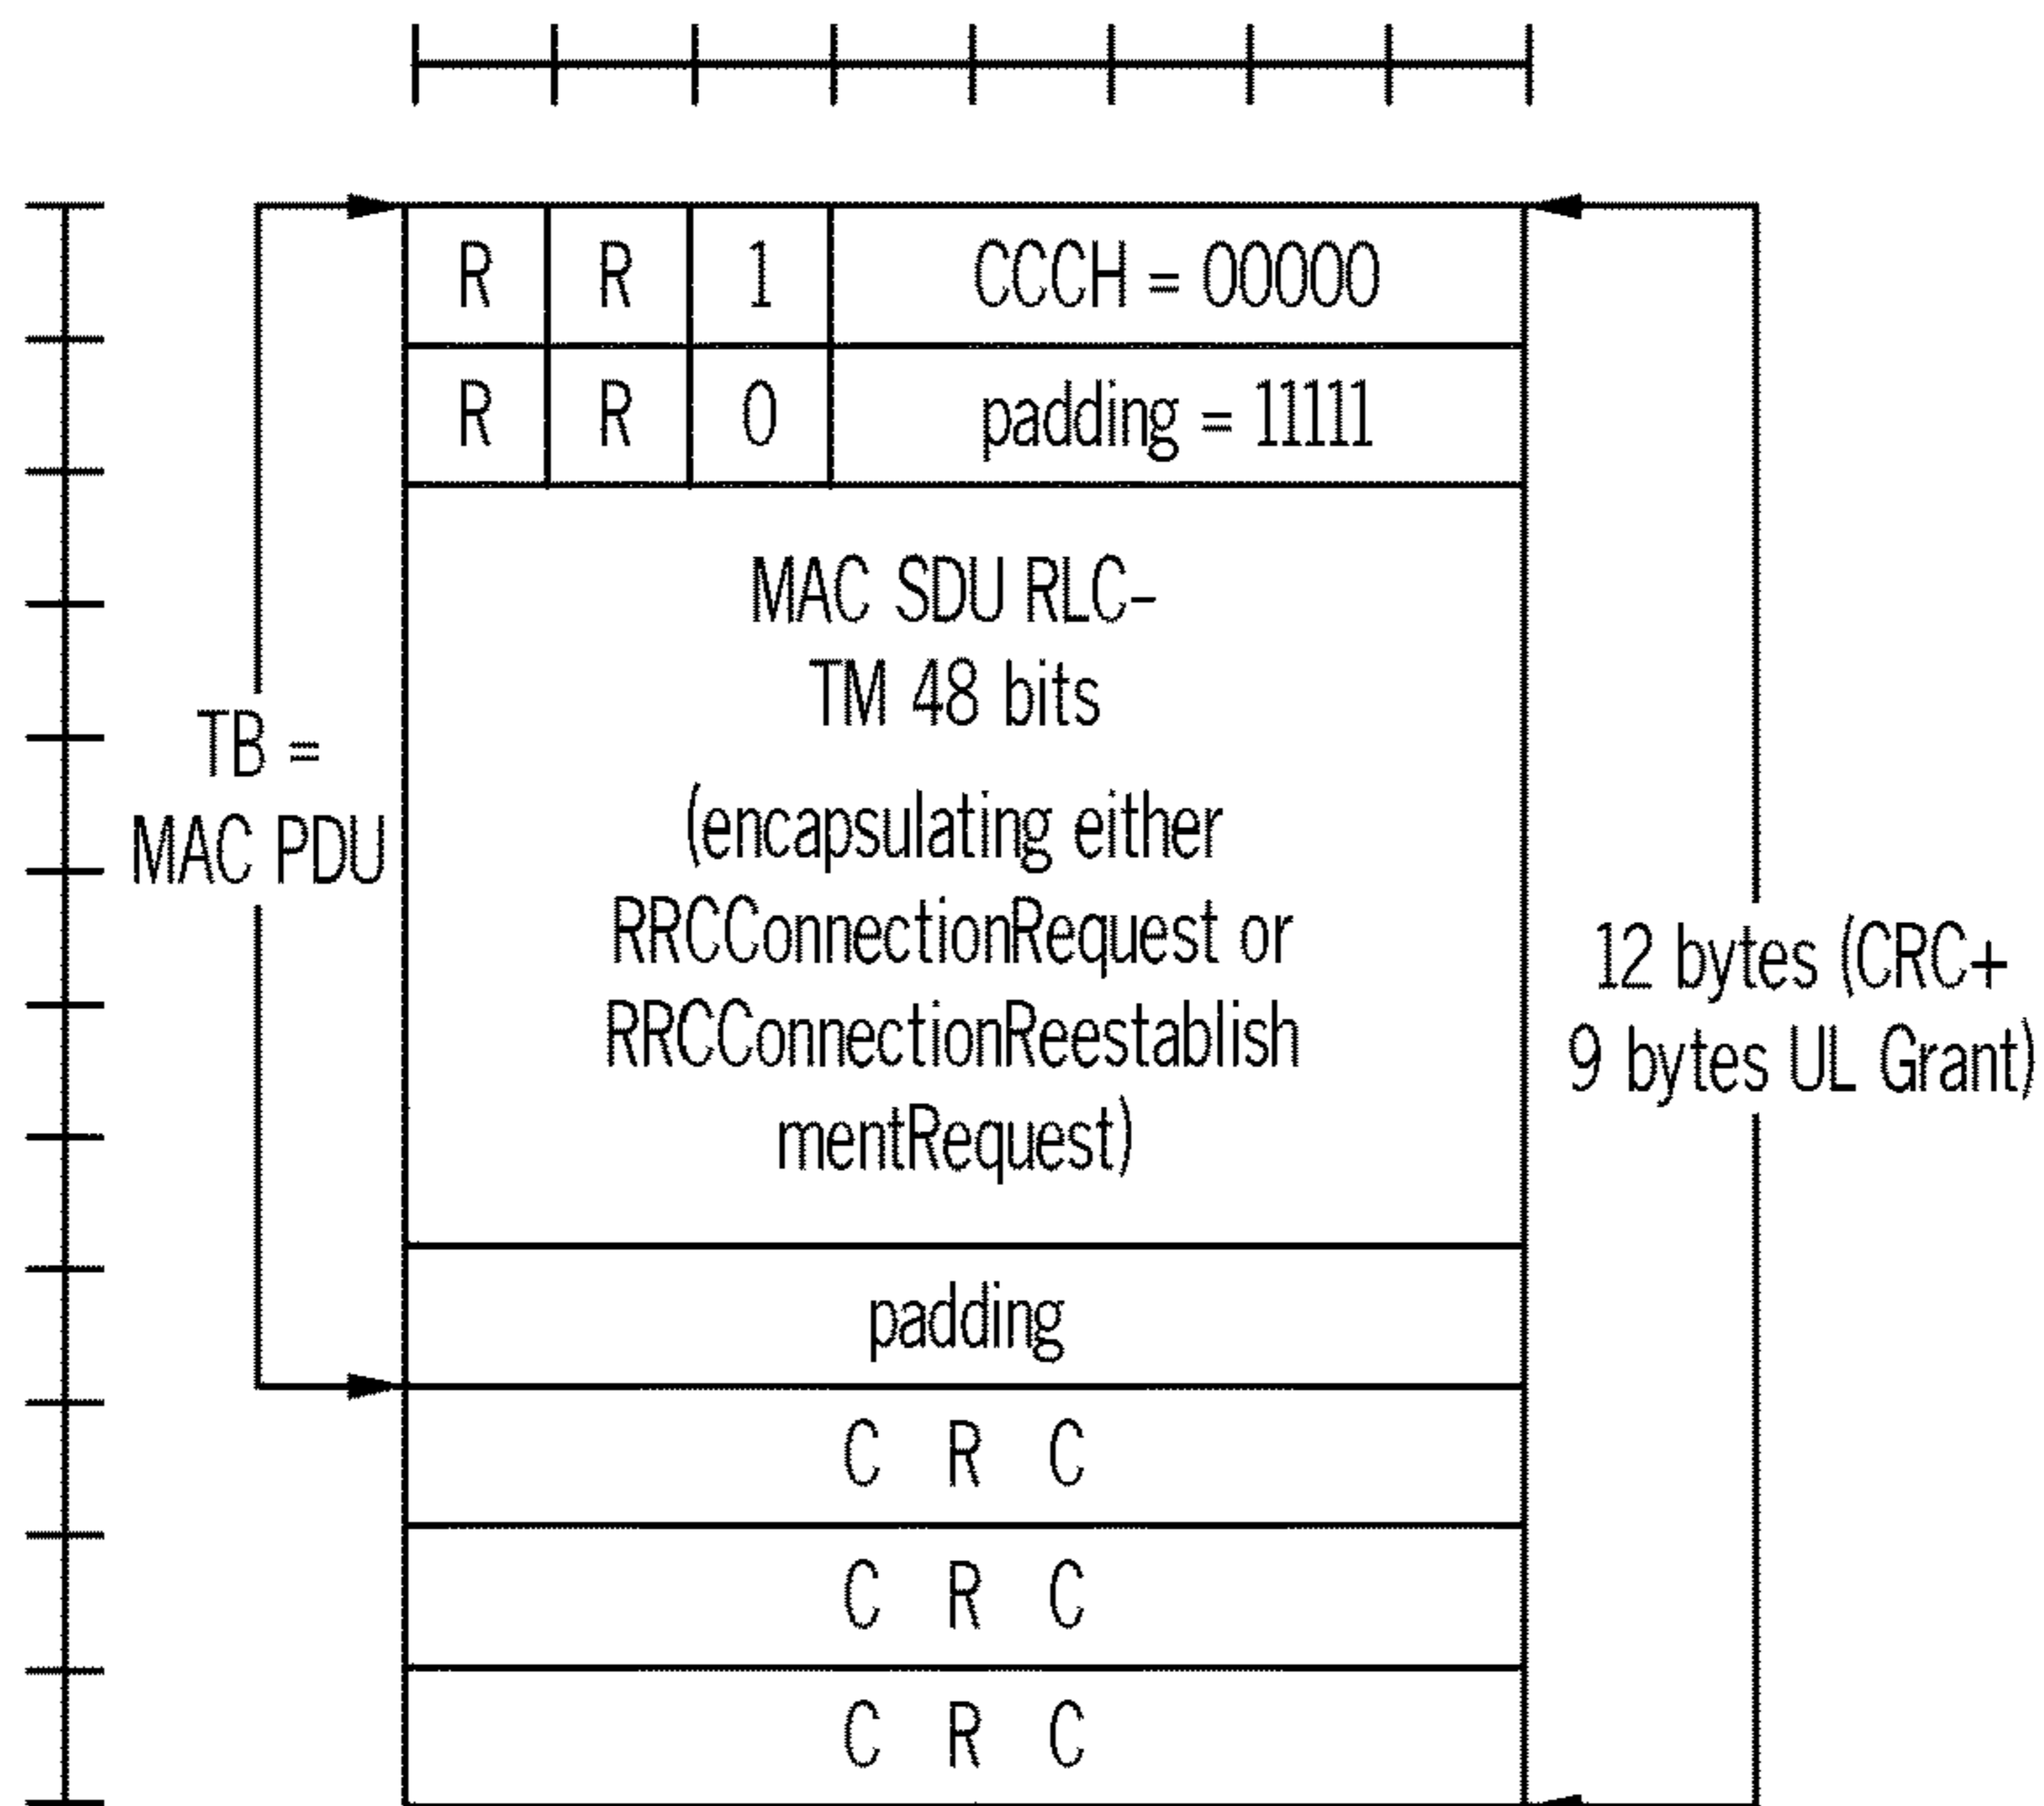 R R 1 CCCH = 00000
R R 0 padding = 11111
MAC SDU RLC-
TM 48 bits
(encapsulating either
RRCConnectionRequest or
RRCConnectionReestablish
mentRequest)
TB =
MAC PDU
12 bytes (CRC+
9 bytes UL Grant)
padding
C R C
C R C
C R C